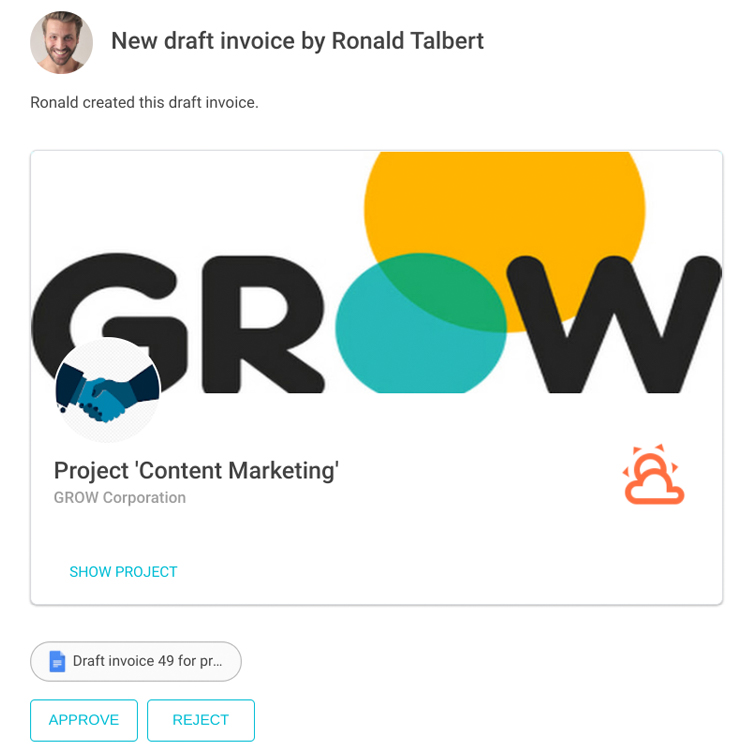 New draft invoice by Ronald Talbert
Ronald created this draft invoice.
GROW
Project 'Content Marketing'
GROW Corporation
SHOW PROJECT
Draft invoice 49 for pr...
APPROVE
REJECT